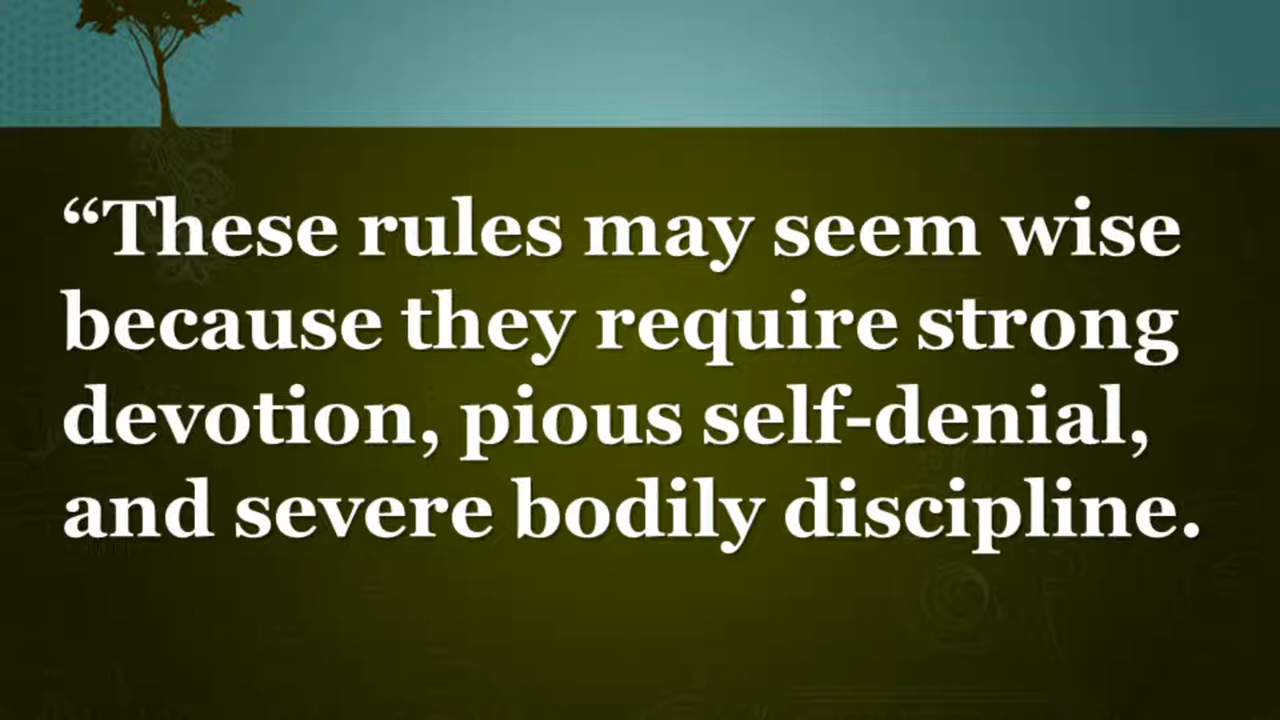 “These rules may seem wise
because they require strong
devotion, pious self-denial,
and severe bodily discipline.